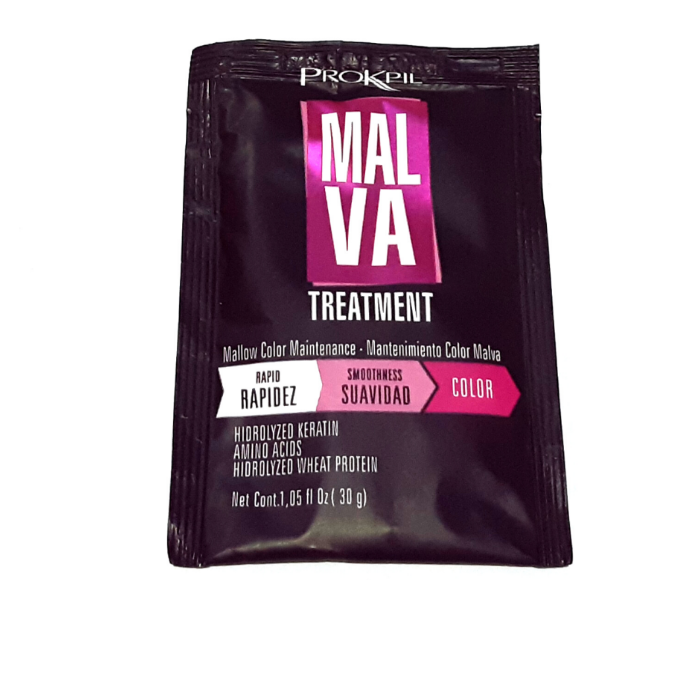 PROKPIL
MAL
VA
TREATMENT
Mallow Color Maintenance - Mantenimiento Color Malva
RAPID
RAPIDEZ
SMOOTHNESS
SUAVIDAD
COLOR
HIDROLYZED KERATIN
AMINO ACIDS
HIDROLYZED WHEAT PROTEIN
Net Cont.1,05 fl Oz( 30 g)